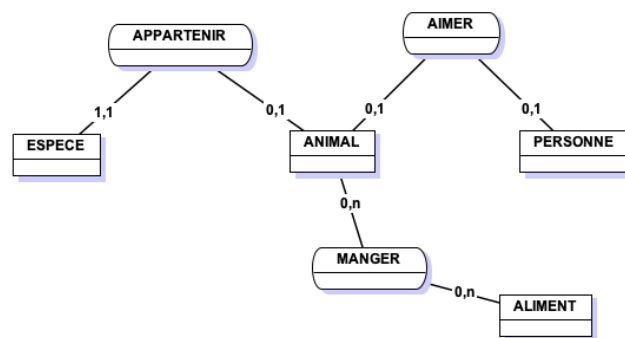 AIMER
APPARTENIR
1,1
0,1
0,1
0,1
ESPECE
ANIMAL
PERSONNE
0,n
MANGER
0,n
ALIMENT